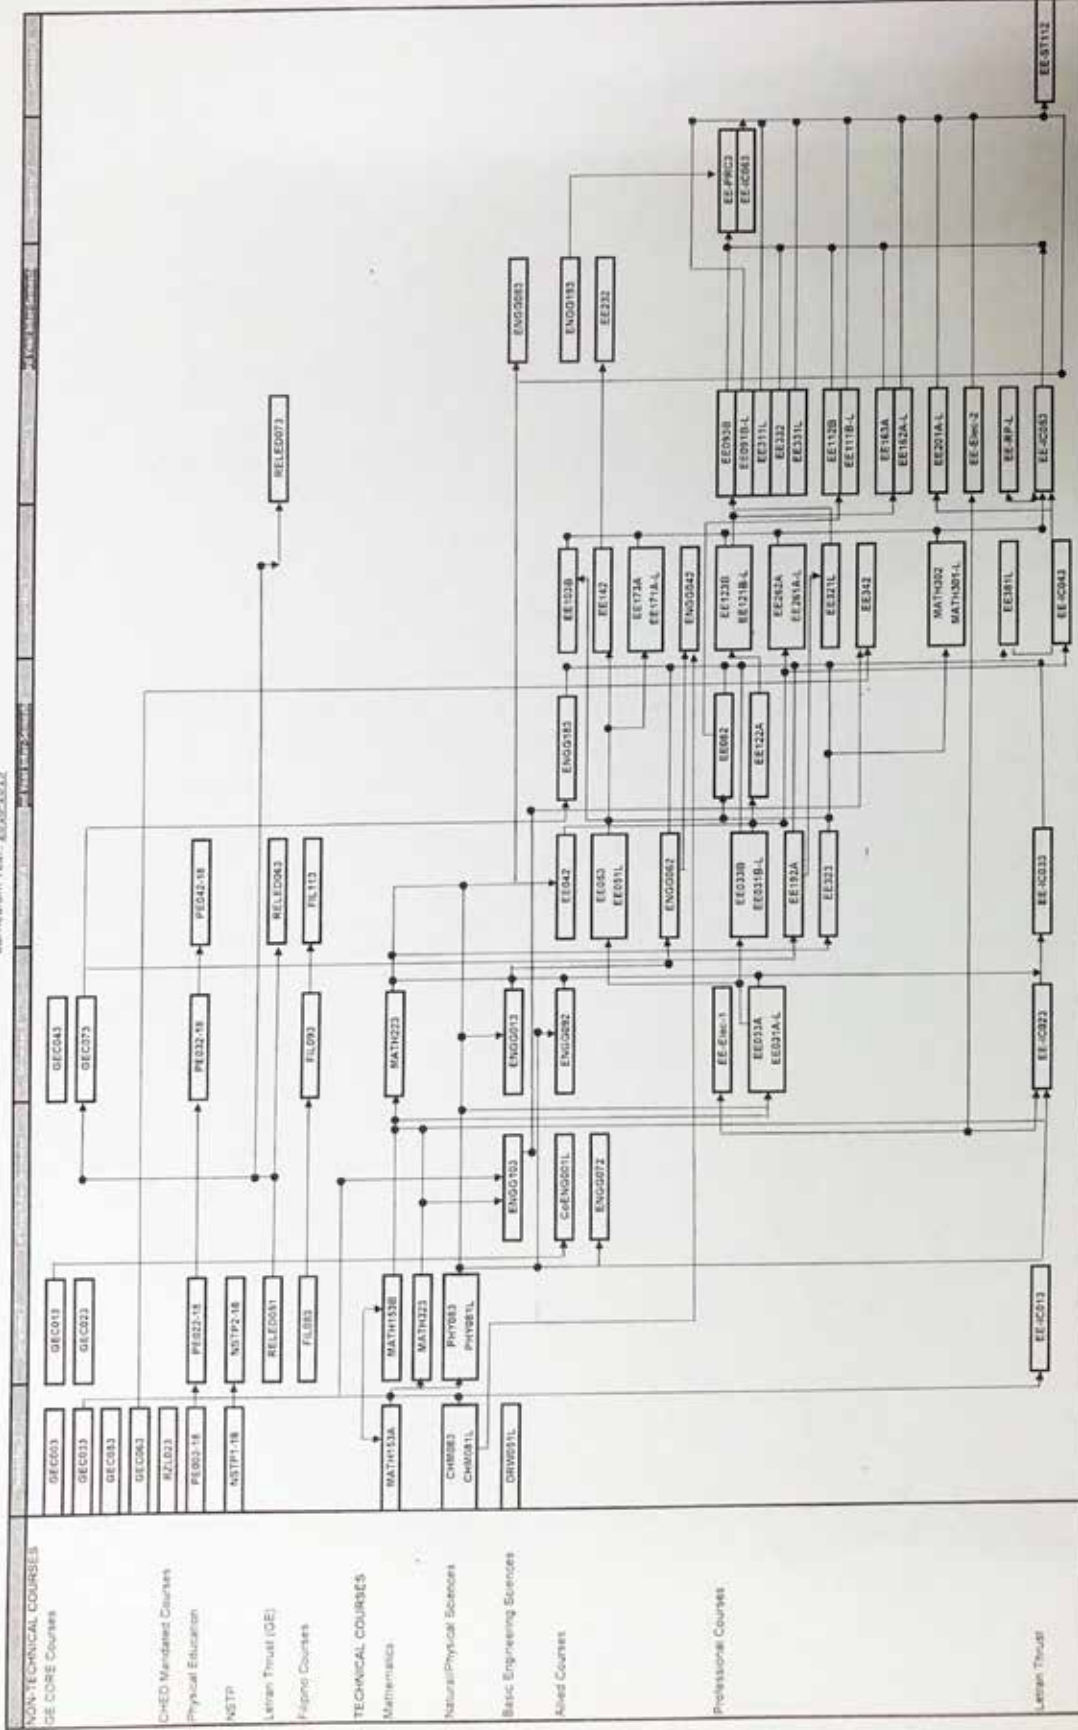 NON-TECHNICAL COURSES
GE CORE Courses
GEC003
GEC033
GEC053
GEC063
GEC013
GEC023
GEC043
GEC073
CHED Mandated Courses
RZL023
Physical Education
PE002-18
PE022-18
PE032-18
PE042-18
NSTP
NSTP1-18
NSTP2-18
Letran Thrust (GE)
RELED051
RELED063
RELED073
Filipino Courses
FIL083
FIL093
FIL113
TECHNICAL COURSES
Mathematics
MATH153A
MATH153B
MATH323
MATH223
Natural/Physical Sciences
CHM083
CHM081L
PHY083
PHY081L
Basic Engineering Sciences
DRW051L
ENGG103
ENGG013
ENGG083
Allied Courses
CoENG001L
ENGG072
ENGG092
EE042
EE053
EE051L
ENGG062
ENGG183
EE103B
EE142
EE173A
EE171A-L
ENGG042
ENGG193
EE232
Professional Courses
EE-Elec-1
EE033A
EE031A-L
EE033B
EE031B-L
EE192A
EE323
EE062
EE122A
EE123B
EE121B-L
EE262A
EE261A-L
EE321L
EE342
MATH302
MATH301-L
EE381L
EE093B
EE091B-L
EE311L
EE332
EE331L
EE112B
EE111B-L
EE163A
EE162A-L
EE201A-L
EE-Elec-2
EE-RP-L
EE-PRC3
EE-IC063
Letran Thrust
EE-IC013
EE-IC023
EE-IC033
EE-IC043
EE-IC053
EE-ST112